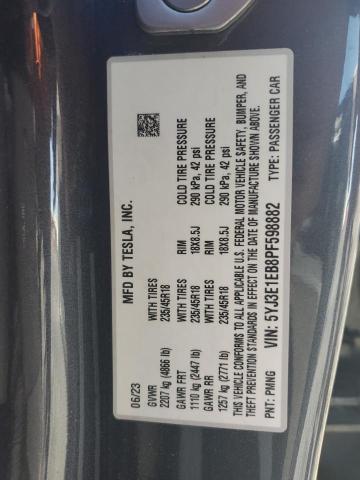 MFD BY TESLA, INC.
06/23
GVWR WITH TIRES RIM COLD TIRE PRESSURE
2207 kg (4866 lb) 235/45R18 18X8.5J 290 kPa, 42 psi
GAWR FRT WITH TIRES RIM COLD TIRE PRESSURE
1110 kg (2447 lb) 235/45R18 18X8.5J 290 kPa, 42 psi
GAWR RR
1257 kg (2771 lb)
THIS VEHICLE CONFORMS TO ALL APPLICABLE U.S. FEDERAL MOTOR VEHICLE SAFETY, BUMPER, AND
THEFT PREVENTION STANDARDS IN EFFECT ON THE DATE OF MANUFACTURE SHOWN ABOVE.
VIN: 5YJ3E1EB8PF598882
PNT: PMNG TYPE: PASSENGER CAR